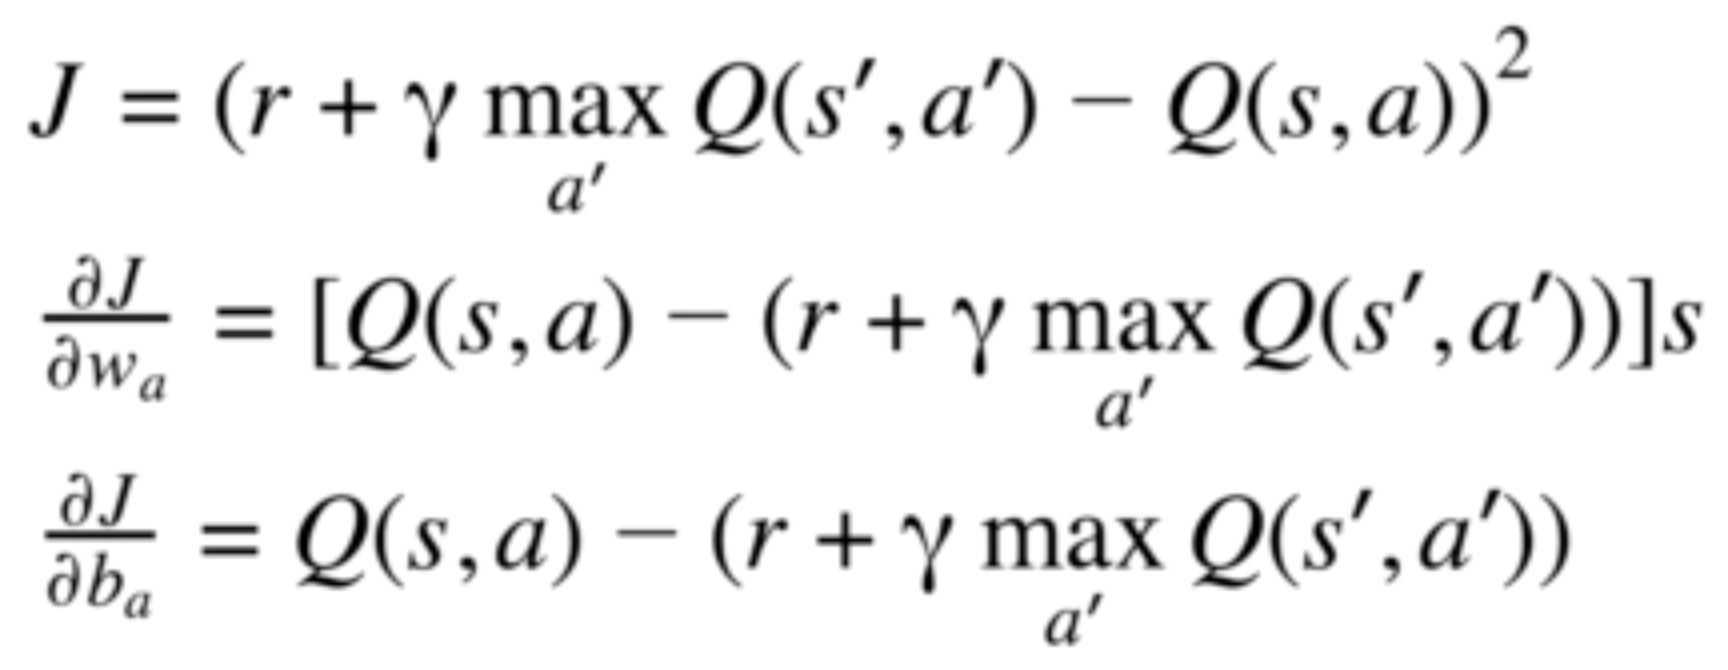 J = (r + γ max_{a′} Q(s′, a′) − Q(s, a))²
∂J/∂w_a = [Q(s, a) − (r + γ max_{a′} Q(s′, a′))]s
∂J/∂b_a = Q(s, a) − (r + γ max_{a′} Q(s′, a′))